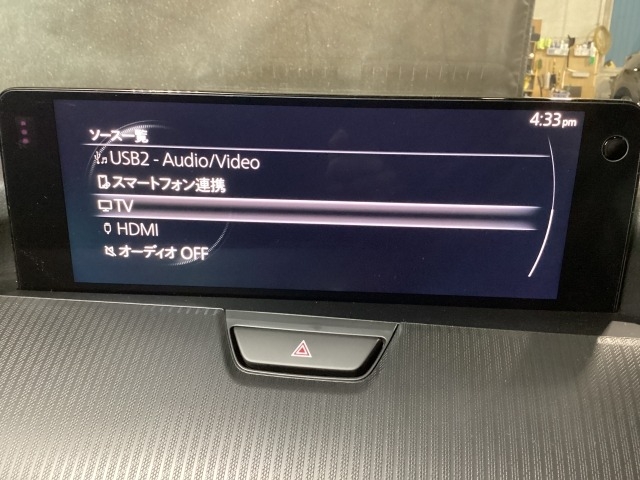 4:33pm
ソース一覧
USB2 - Audio/Video
スマートフォン連携
TV
HDMI
オーディオ OFF